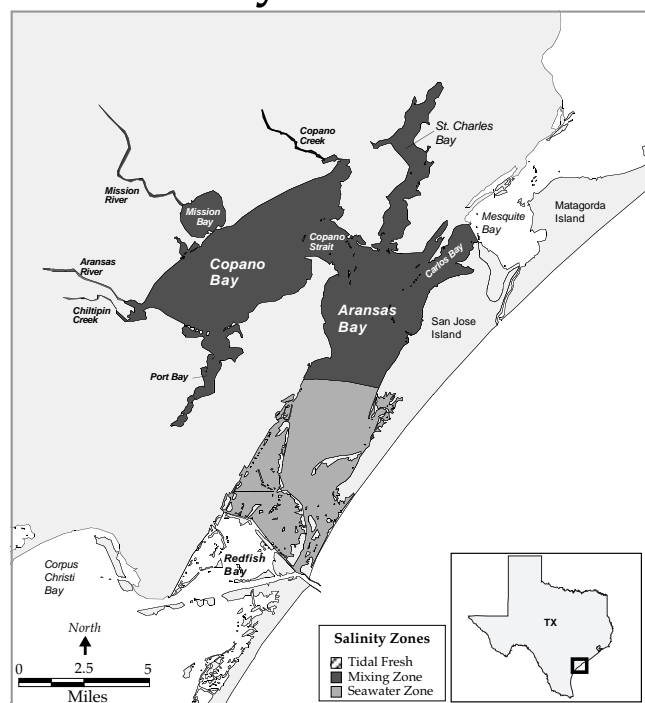 St. Charles
Bay
Copano
Creek
Mission
River
Mission
Bay
Matagorda
Island
Mesquite
Bay
Copano
Strait
Carlos Bay
Aransas
River
Copano
Bay
Chiltipin
Creek
Aransas
Bay
San Jose
Island
Port Bay
Redfish
Bay
Corpus
Christi
Bay
North
0 2.5 5
Miles
Salinity Zones
Tidal Fresh
Mixing Zone
Seawater Zone
TX